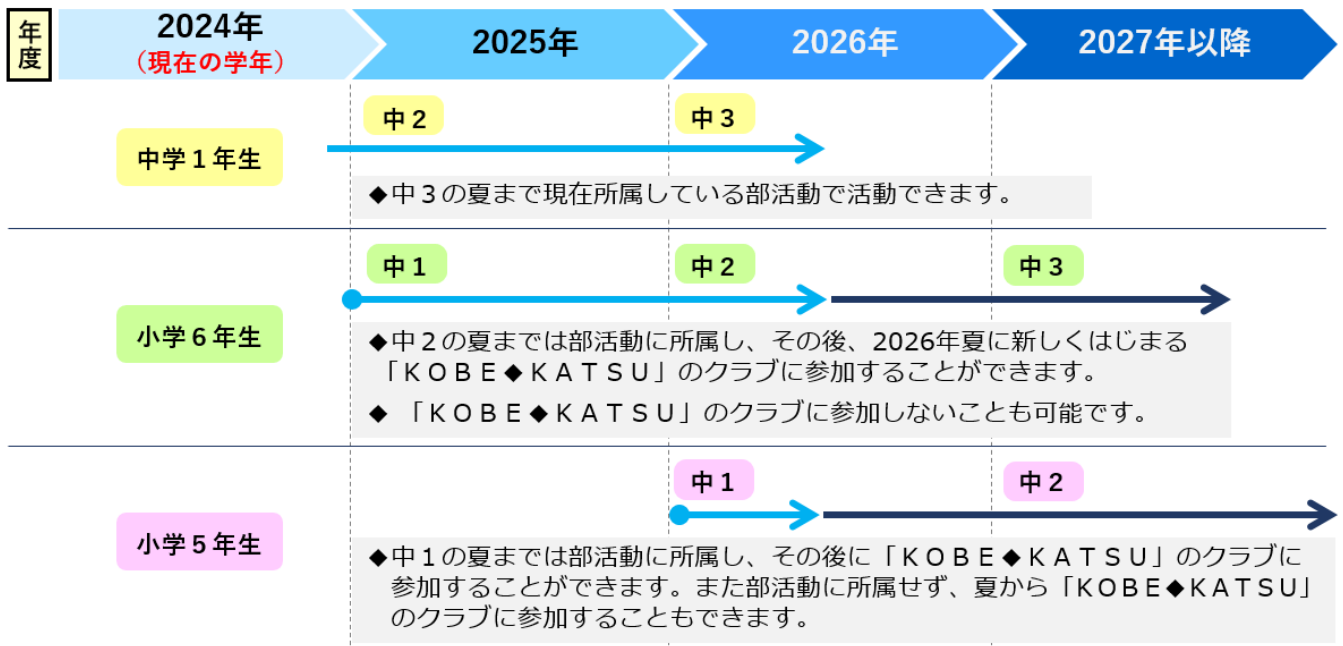 年度
2024年
（現在の学年）
2025年
2026年
2027年以降
中学１年生
中２
中３
◆中３の夏まで現在所属している部活動で活動できます。
小学６年生
中１
中２
中３
◆中２の夏までは部活動に所属し、その後、2026年夏に新しくはじまる
「ＫＯＢＥ◆ＫＡＴＳＵ」のクラブに参加することができます。
◆ 「ＫＯＢＥ◆ＫＡＴＳＵ」のクラブに参加しないことも可能です。
小学５年生
中１
中２
◆中１の夏までは部活動に所属し、その後に「ＫＯＢＥ◆ＫＡＴＳＵ」のクラブに
参加することができます。また部活動に所属せず、夏から「ＫＯＢＥ◆ＫＡＴＳＵ」
のクラブに参加することもできます。